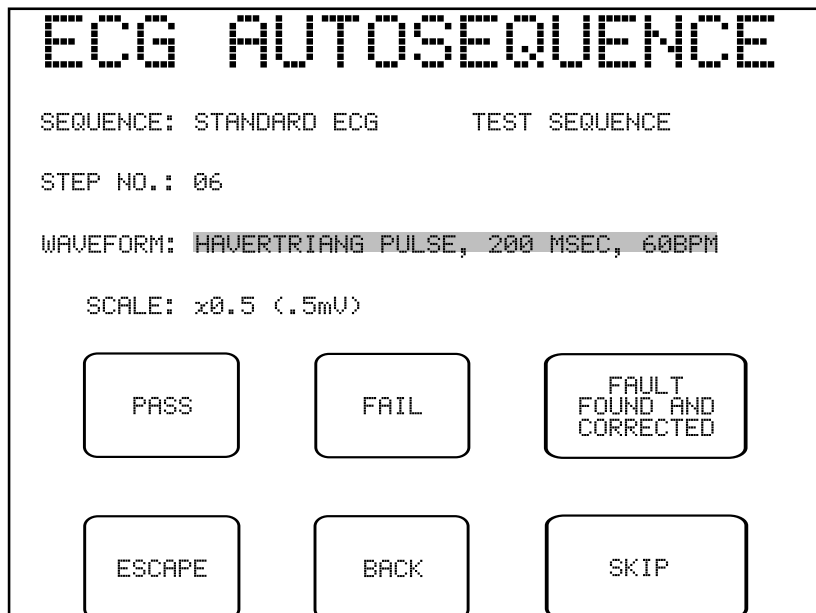 ECG AUTOSEQUENCE
SEQUENCE: STANDARD ECG TEST SEQUENCE
STEP NO.: 06
WAVEFORM: HAVERTRIANG PULSE, 200 MSEC, 60BPM
SCALE: x0.5 (.5mV)
PASS
FAIL
FAULT
FOUND AND
CORRECTED
ESCAPE
BACK
SKIP